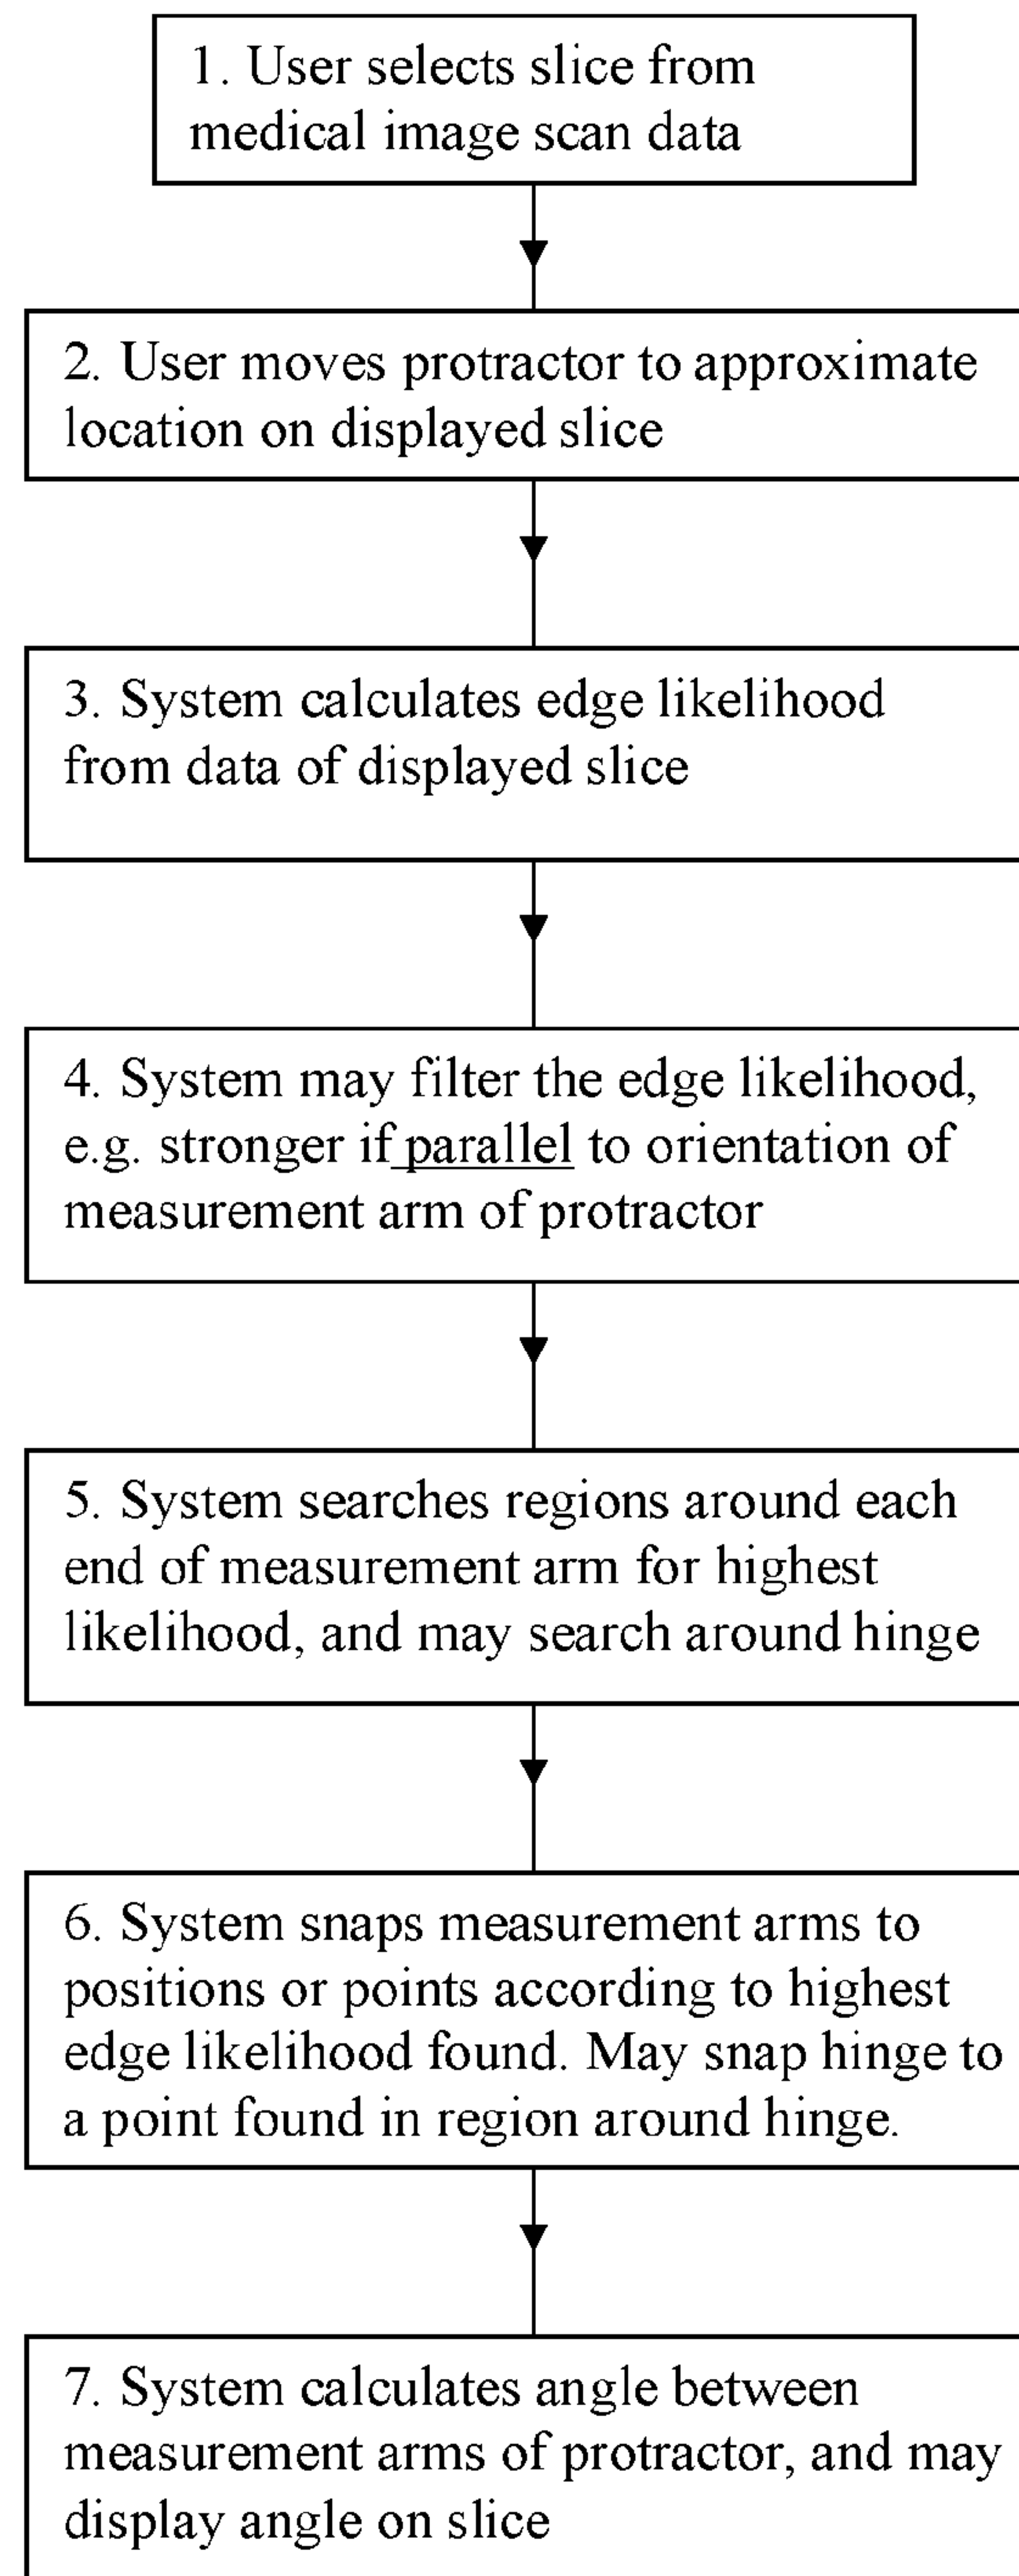 1. User selects slice from
medical image scan data
2. User moves protractor to approximate
location on displayed slice
3. System calculates edge likelihood
from data of displayed slice
4. System may filter the edge likelihood,
e.g. stronger if parallel to orientation of
measurement arm of protractor
5. System searches regions around each
end of measurement arm for highest
likelihood, and may search around hinge
6. System snaps measurement arms to
positions or points according to highest
edge likelihood found. May snap hinge to
a point found in region around hinge.
7. System calculates angle between
measurement arms of protractor, and may
display angle on slice